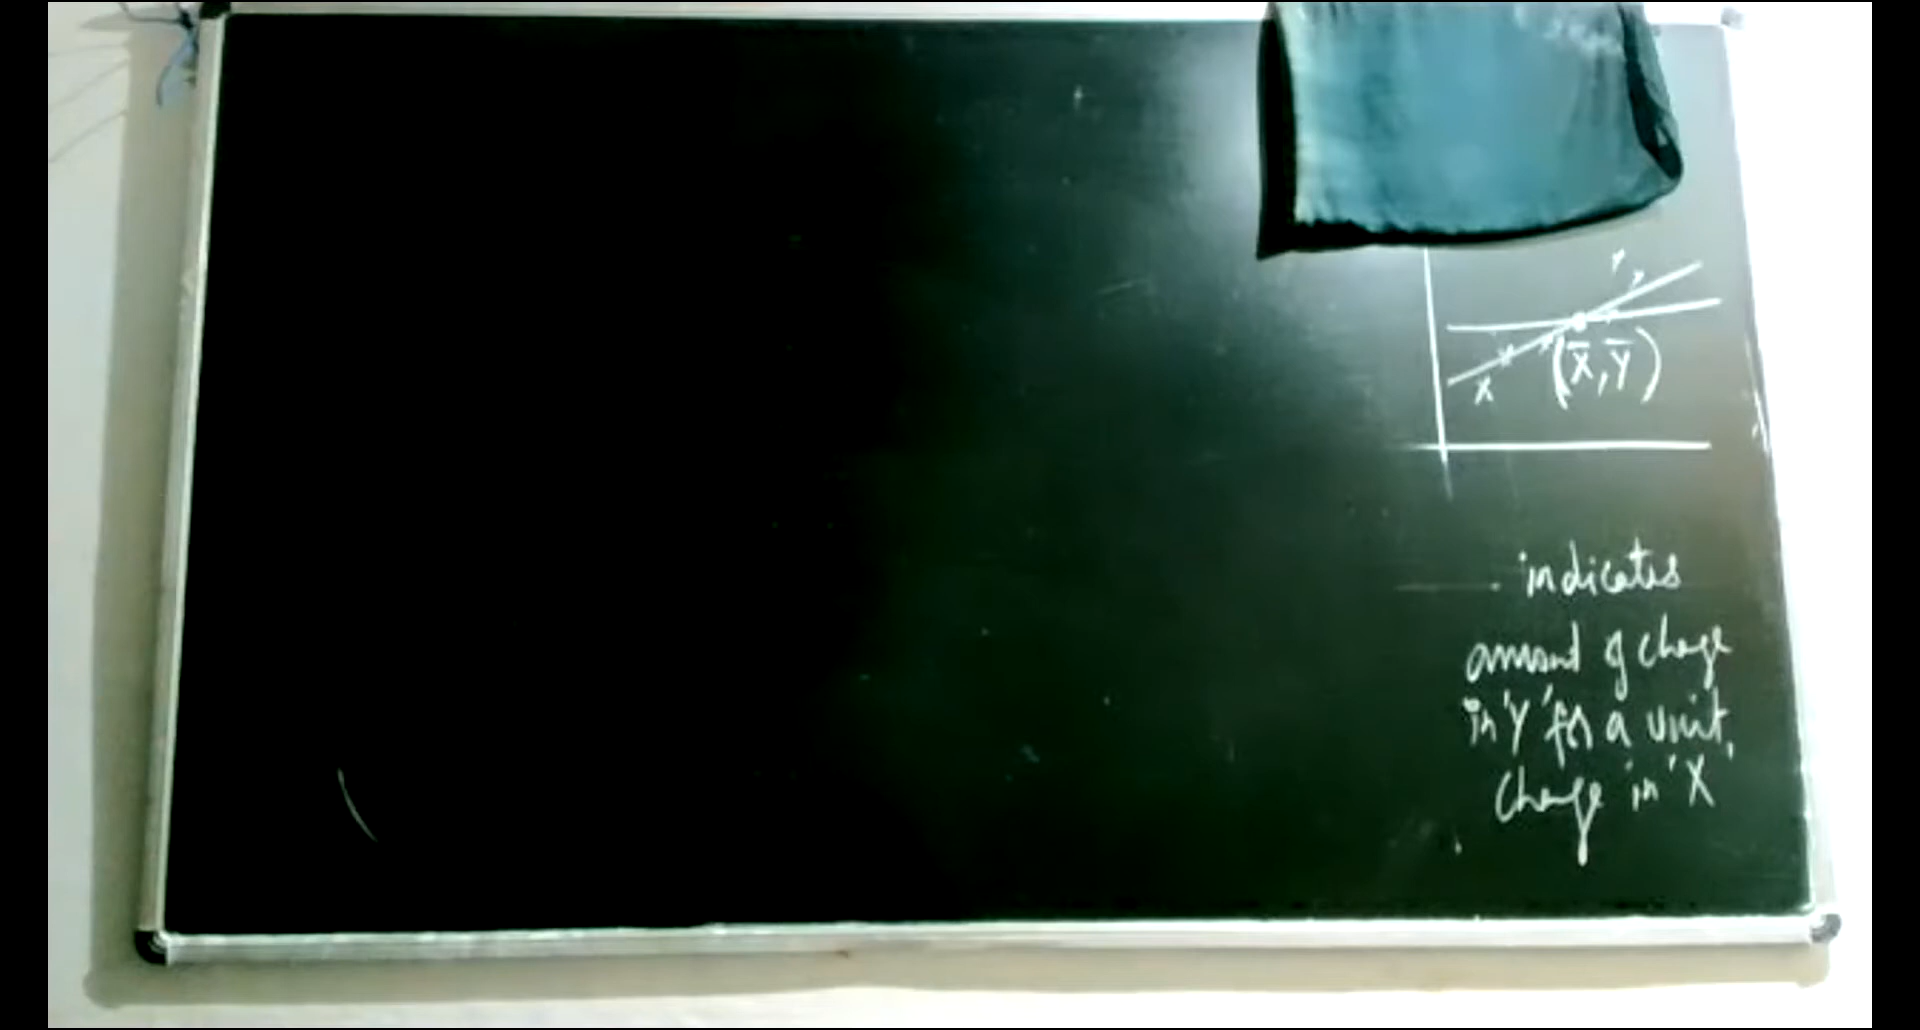 (X̄, Ȳ)
indicates
amount of change
in 'Y' for a unit
change in 'X'